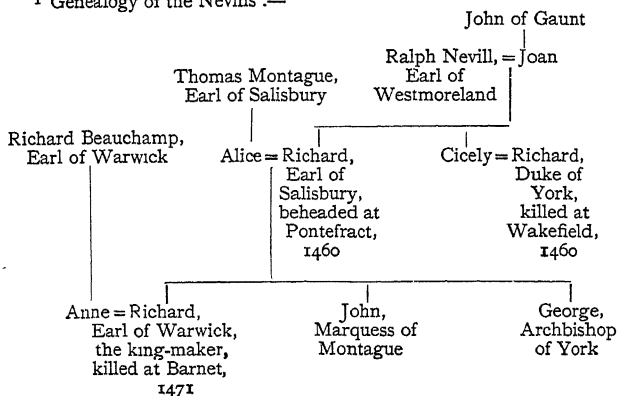 1 Genealogy of the Nevills :—
John of Gaunt
Ralph Nevill, = Joan
Earl of
Westmoreland
Thomas Montague,
Earl of Salisbury
Richard Beauchamp,
Earl of Warwick
Alice = Richard,
Earl of
Salisbury,
beheaded at
Pontefract,
1460
Cicely = Richard,
Duke of
York,
killed at
Wakefield,
1460
Anne = Richard,
Earl of Warwick,
the king-maker,
killed at Barnet,
1471
John,
Marquess of
Montague
George,
Archbishop
of York